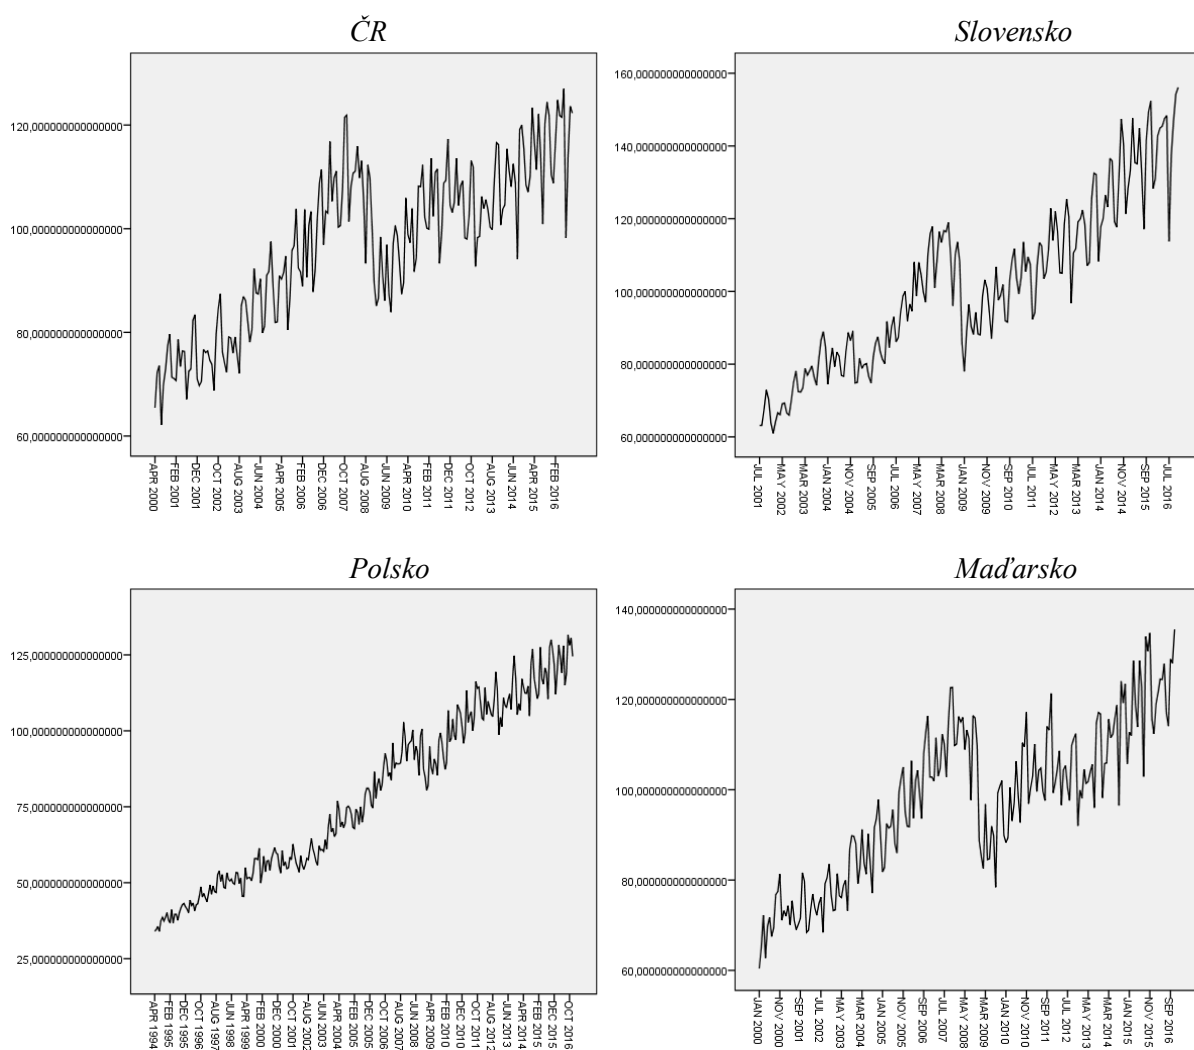 ČR
120,000000000000000
100,000000000000000
80,000000000000000
60,000000000000000
APR 2000
FEB 2001
DEC 2001
OCT 2002
AUG 2003
JUN 2004
APR 2005
FEB 2006
DEC 2006
OCT 2007
AUG 2008
JUN 2009
APR 2010
FEB 2011
DEC 2011
OCT 2012
AUG 2013
JUN 2014
APR 2015
FEB 2016
Slovensko
160,000000000000000
140,000000000000000
120,000000000000000
100,000000000000000
80,000000000000000
60,000000000000000
JUL 2001
MAY 2002
MAR 2003
JAN 2004
NOV 2004
SEP 2005
JUL 2006
MAY 2007
MAR 2008
JAN 2009
NOV 2009
SEP 2010
JUL 2011
MAY 2012
MAR 2013
JAN 2014
NOV 2014
SEP 2015
JUL 2016
Polsko
125,000000000000000
100,000000000000000
75,000000000000000
50,000000000000000
25,000000000000000
APR 1994
FEB 1995
DEC 1995
OCT 1996
AUG 1997
JUN 1998
APR 1999
FEB 2000
DEC 2000
OCT 2001
AUG 2002
JUN 2003
APR 2004
FEB 2005
DEC 2005
OCT 2006
AUG 2007
JUN 2008
APR 2009
FEB 2010
DEC 2010
OCT 2011
AUG 2012
JUN 2013
APR 2014
FEB 2015
DEC 2015
OCT 2016
Maďarsko
140,000000000000000
120,000000000000000
100,000000000000000
80,000000000000000
60,000000000000000
JAN 2000
NOV 2000
SEP 2001
JUL 2002
MAY 2003
MAR 2004
JAN 2005
NOV 2005
SEP 2006
JUL 2007
MAY 2008
MAR 2009
JAN 2010
NOV 2010
SEP 2011
JUL 2012
MAY 2013
MAR 2014
JAN 2015
NOV 2015
SEP 2016